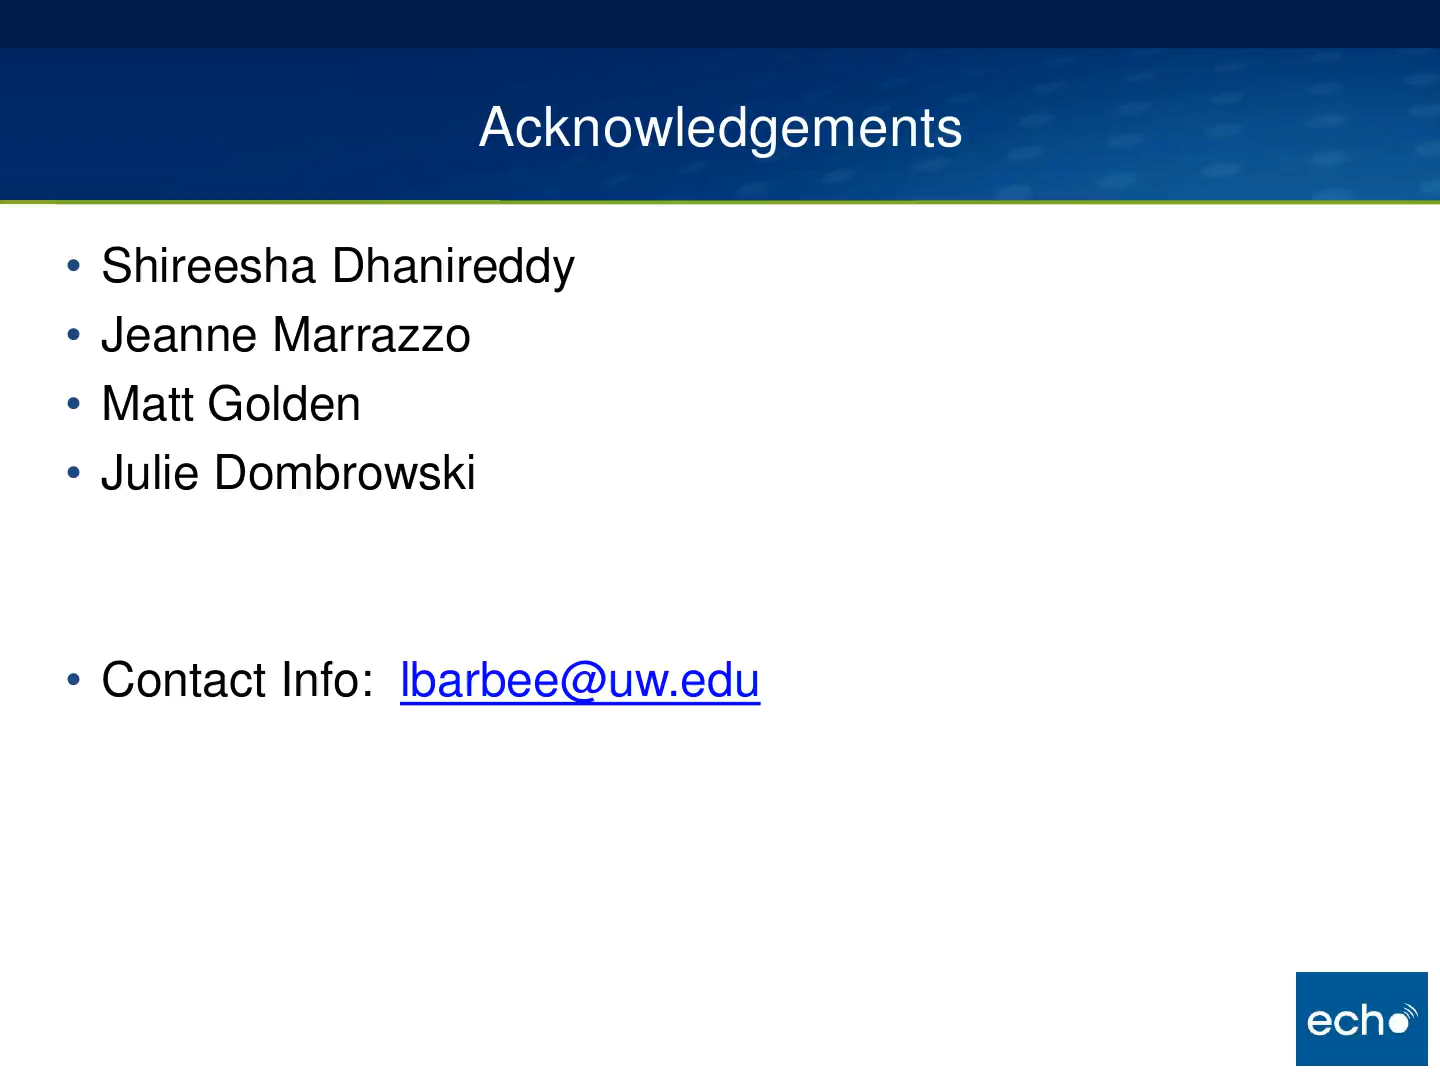 Acknowledgements
• Shireesha Dhanireddy
• Jeanne Marrazzo
• Matt Golden
• Julie Dombrowski
• Contact Info:  lbarbee@uw.edu
echo